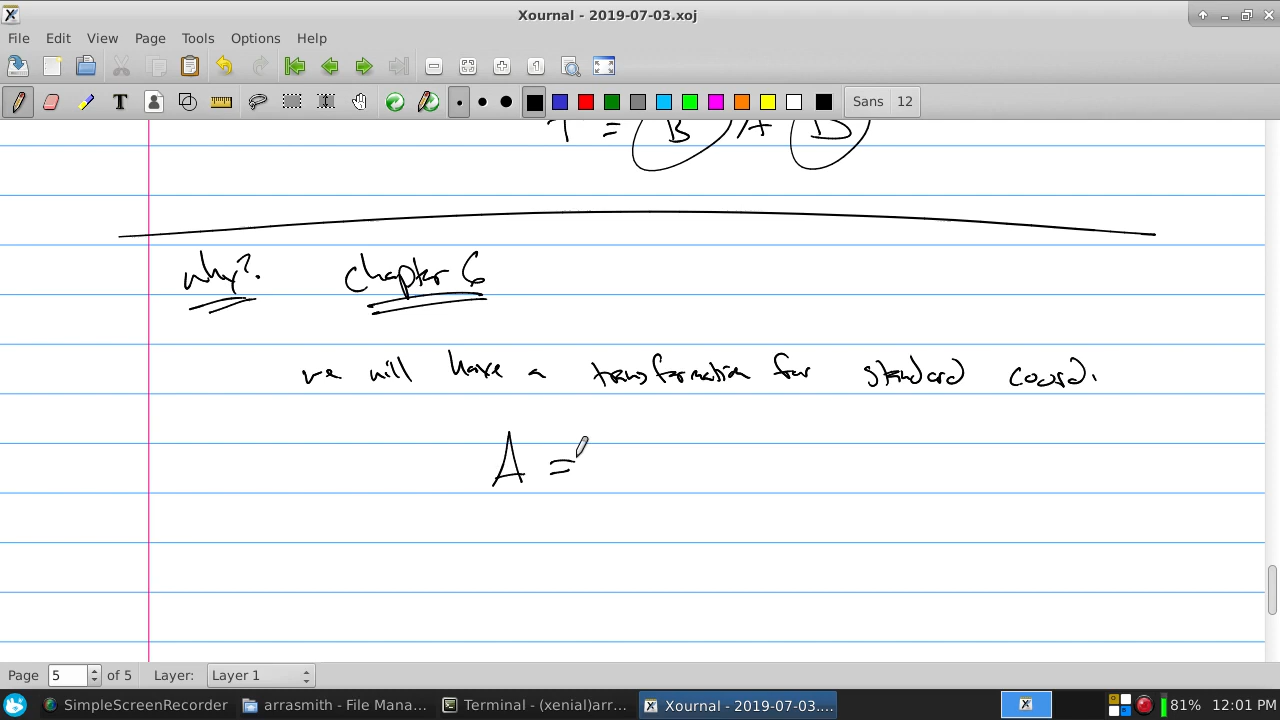 Xournal - 2019-07-03.xoj
File Edit View Page Tools Options Help
Sans 12
T = B A D
why? chapter 6
we will have a transformation for standard coord.
A =
Page 5 of 5 Layer: Layer 1
SimpleScreenRecorder arrasmith - File Mana... Terminal - (xenial)arr... Xournal - 2019-07-03.... 81% 12:01 PM